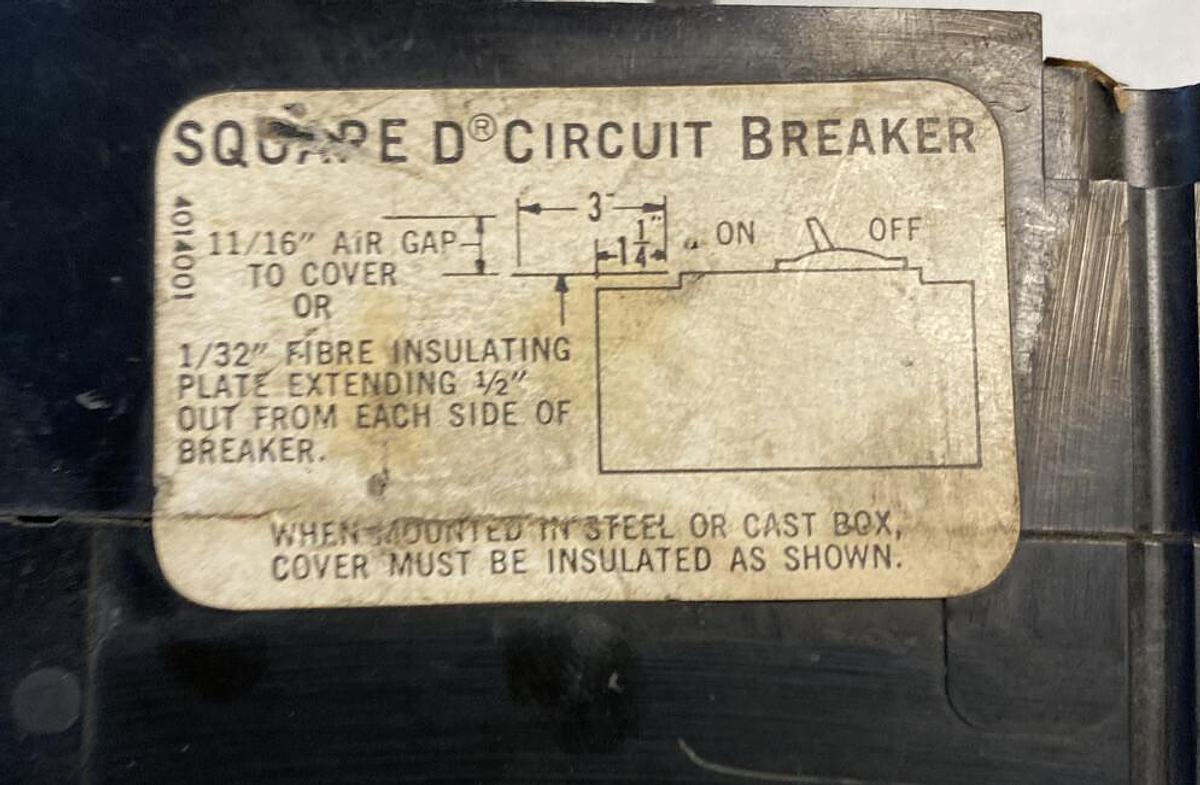 SQUARE D® CIRCUIT BREAKER
4014001
3"
1 1/4"
11/16" AIR GAP
TO COVER
OR
ON OFF
1/32" FIBRE INSULATING
PLATE EXTENDING 1/2"
OUT FROM EACH SIDE OF
BREAKER.
WHEN MOUNTED IN STEEL OR CAST BOX,
COVER MUST BE INSULATED AS SHOWN.